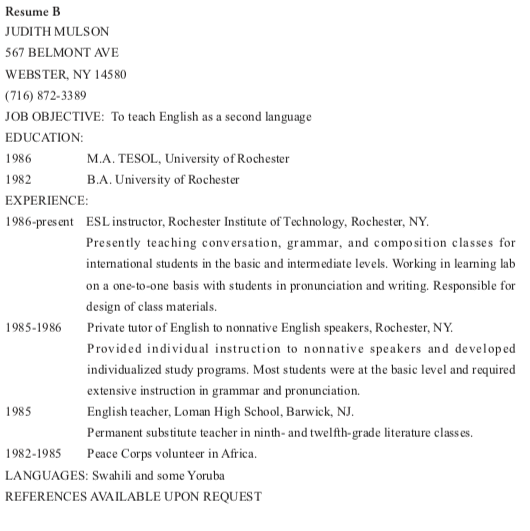 Resume B
JUDITH MULSON
567 BELMONT AVE
WEBSTER, NY 14580
(716) 872-3389
JOB OBJECTIVE: To teach English as a second language
EDUCATION:
1986 M.A. TESOL, University of Rochester
1982 B.A. University of Rochester
EXPERIENCE:
1986-present ESL instructor, Rochester Institute of Technology, Rochester, NY.
Presently teaching conversation, grammar, and composition classes for
international students in the basic and intermediate levels. Working in learning lab
on a one-to-one basis with students in pronunciation and writing. Responsible for
design of class materials.
1985-1986 Private tutor of English to nonnative English speakers, Rochester, NY.
Provided individual instruction to nonnative speakers and developed
individualized study programs. Most students were at the basic level and required
extensive instruction in grammar and pronunciation.
1985 English teacher, Loman High School, Barwick, NJ.
Permanent substitute teacher in ninth- and twelfth-grade literature classes.
1982-1985 Peace Corps volunteer in Africa.
LANGUAGES: Swahili and some Yoruba
REFERENCES AVAILABLE UPON REQUEST